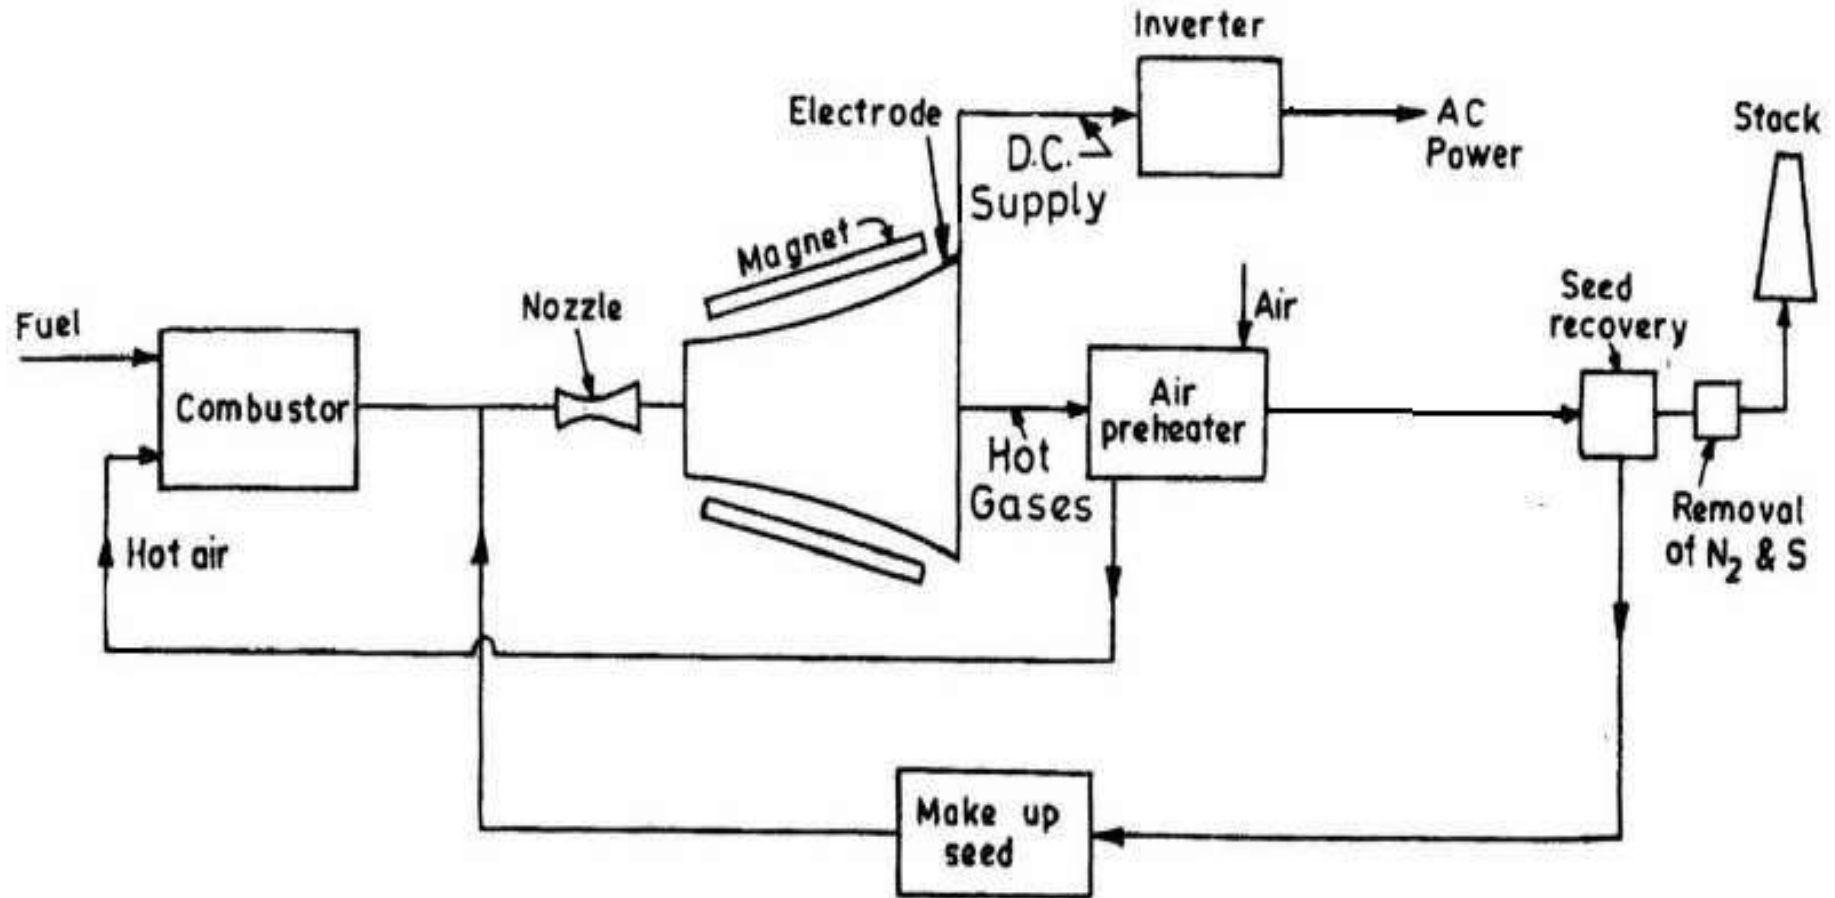 Inverter
Electrode
AC
Power
Stack
D.C.
Supply
Magnet
Fuel
Nozzle
Air
Seed
recovery
Combustor
Air
preheater
Hot
Gases
Removal
of N₂ & S
Hot air
Make up
seed